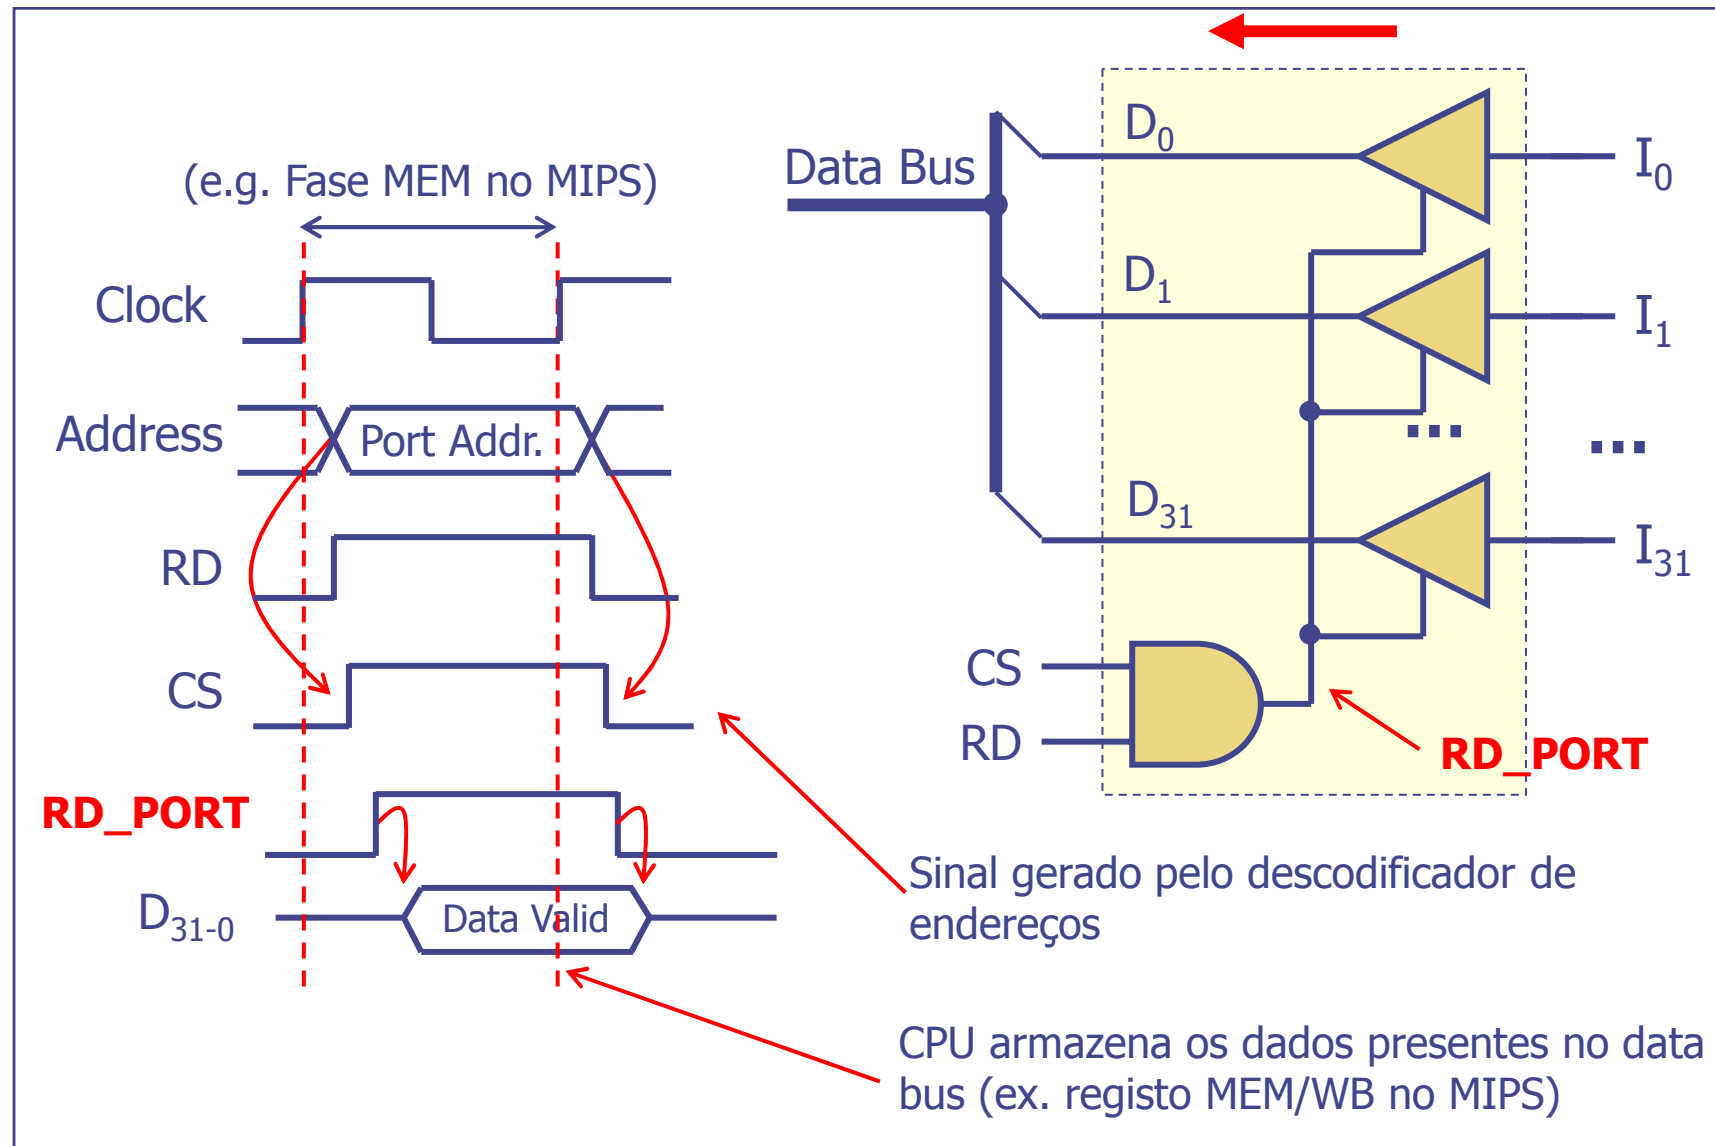 (e.g. Fase MEM no MIPS)
Clock
Address
Port Addr.
RD
CS
RD_PORT
D31-0
Data Valid
Data Bus
D0
I0
D1
I1
...
...
D31
I31
CS
RD
RD_PORT
Sinal gerado pelo descodificador de
endereços
CPU armazena os dados presentes no data
bus (ex. registo MEM/WB no MIPS)